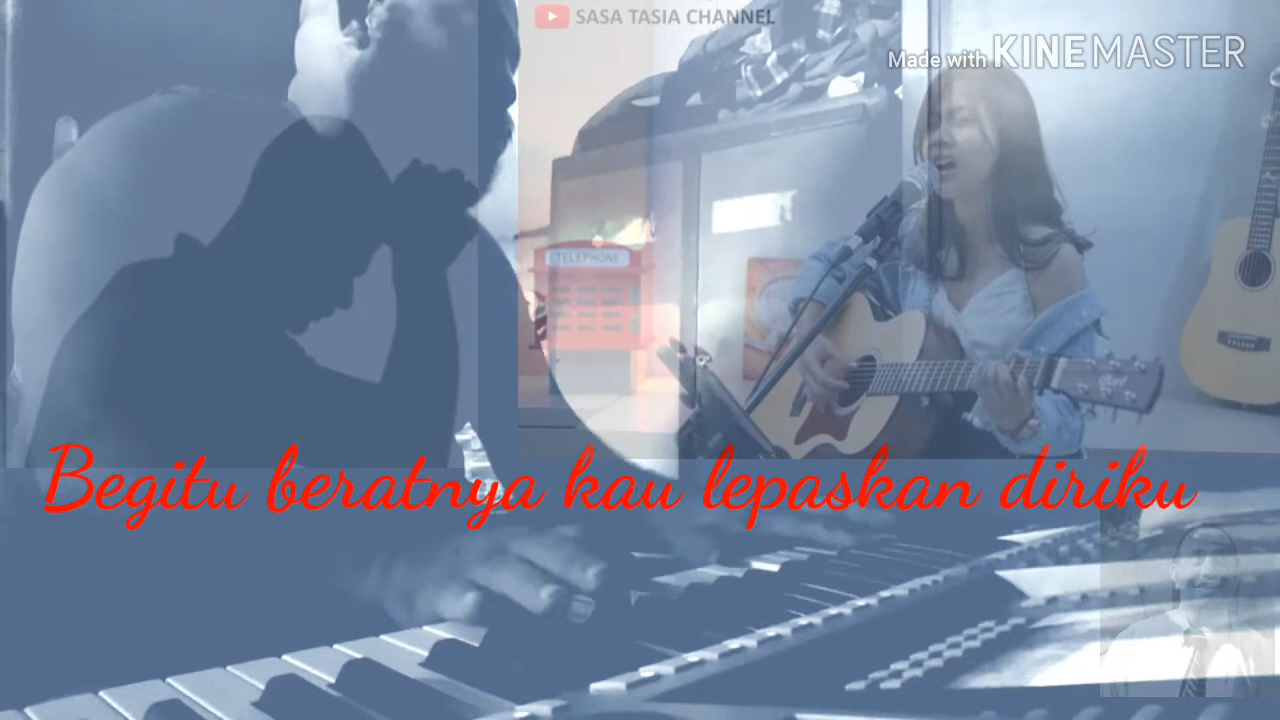 SASA TASIA CHANNEL
Made with KINEMASTER
TELEPHONE
Begitu beratnya kau lepaskan diriku